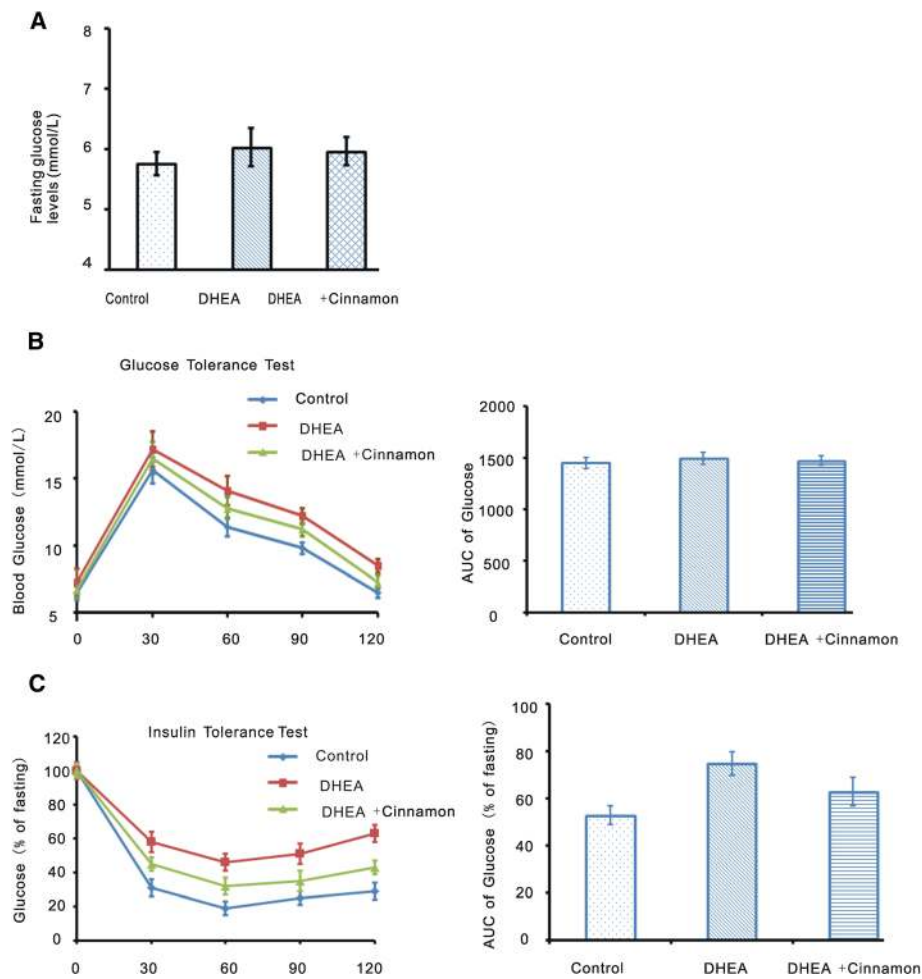 A
8
7
6
5
4
Fasting glucose
levels (mmol/L)
Control DHEA DHEA +Cinnamon
B
Glucose Tolerance Test
Control
DHEA
DHEA +Cinnamon
20
15
10
5
Blood Glucose (mmol/L)
0 30 60 90 120
2000
1500
1000
500
0
AUC of Glucose
Control DHEA DHEA +Cinnamon
C
Insulin Tolerance Test
Control
DHEA
DHEA +Cinnamon
120
100
80
60
40
20
0
Glucose (% of fasting)
0 30 60 90 120
100
80
60
40
20
0
AUC of Glucose (% of fasting)
Control DHEA DHEA +Cinnamon